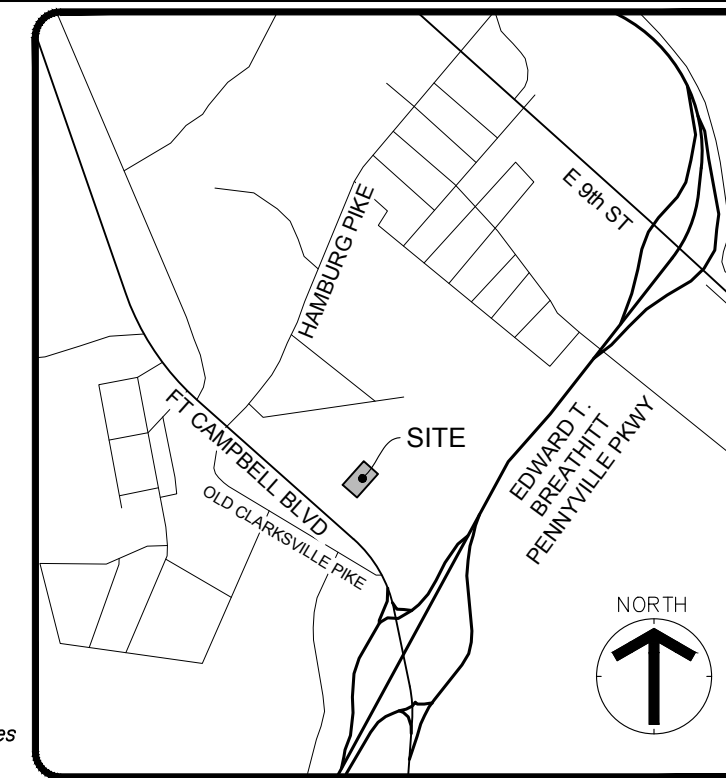 E 9th ST
HAMBURG PIKE
FT CAMPBELL BLVD
SITE
OLD CLARKSVILLE PIKE
EDWARD T.
BREATHITT
PENNYVILLE PKWY
NORTH